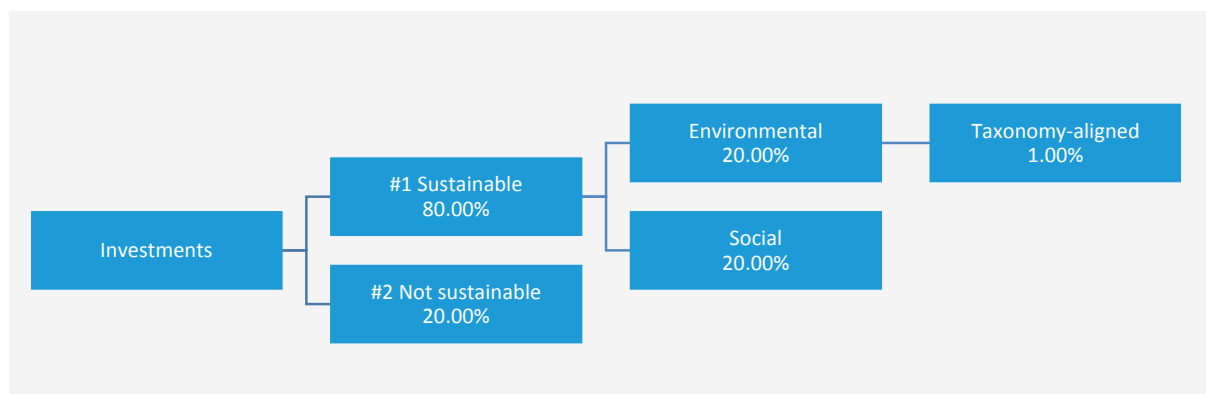 Investments
#1 Sustainable
80.00%
#2 Not sustainable
20.00%
Environmental
20.00%
Social
20.00%
Taxonomy-aligned
1.00%